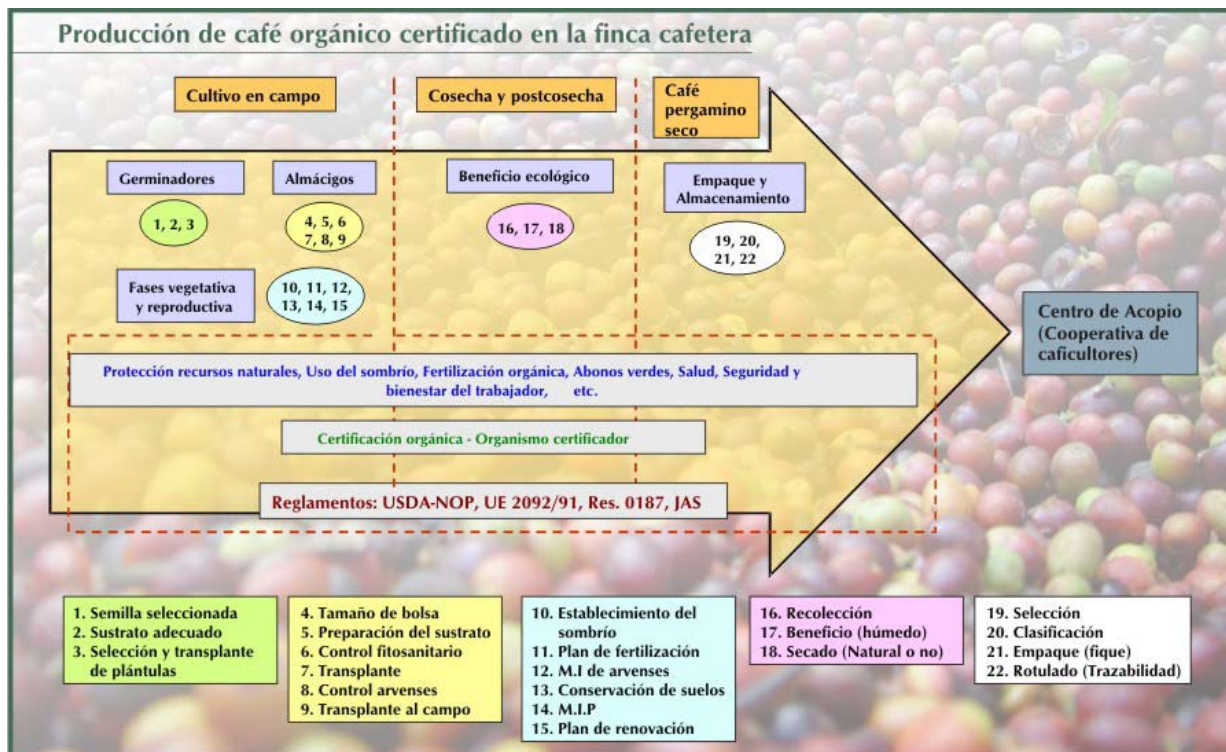 Producción de café orgánico certificado en la finca cafetera
Cultivo en campo
Cosecha y postcosecha
Café
pergamino
seco
Germinadores
Almácigos
Beneficio ecológico
Empaque y
Almacenamiento
1, 2, 3
4, 5, 6
7, 8, 9
16, 17, 18
19, 20,
21, 22
Fases vegetativa
y reproductiva
10, 11, 12,
13, 14, 15
Centro de Acopio
(Cooperativa de
caficultores)
Protección recursos naturales, Uso del sombrío, Fertilización orgánica, Abonos verdes, Salud, Seguridad y
bienestar del trabajador, etc.
Certificación orgánica - Organismo certificador
Reglamentos: USDA-NOP, UE 2092/91, Res. 0187, JAS
1. Semilla seleccionada
2. Sustrato adecuado
3. Selección y transplante
de plántulas
4. Tamaño de bolsa
5. Preparación del sustrato
6. Control fitosanitario
7. Transplante
8. Control arvenses
9. Transplante al campo
10. Establecimiento del
sombrío
11. Plan de fertilización
12. M.I de arvenses
13. Conservación de suelos
14. M.I.P
15. Plan de renovación
16. Recolección
17. Beneficio (húmedo)
18. Secado (Natural o no)
19. Selección
20. Clasificación
21. Empaque (fique)
22. Rotulado (Trazabilidad)